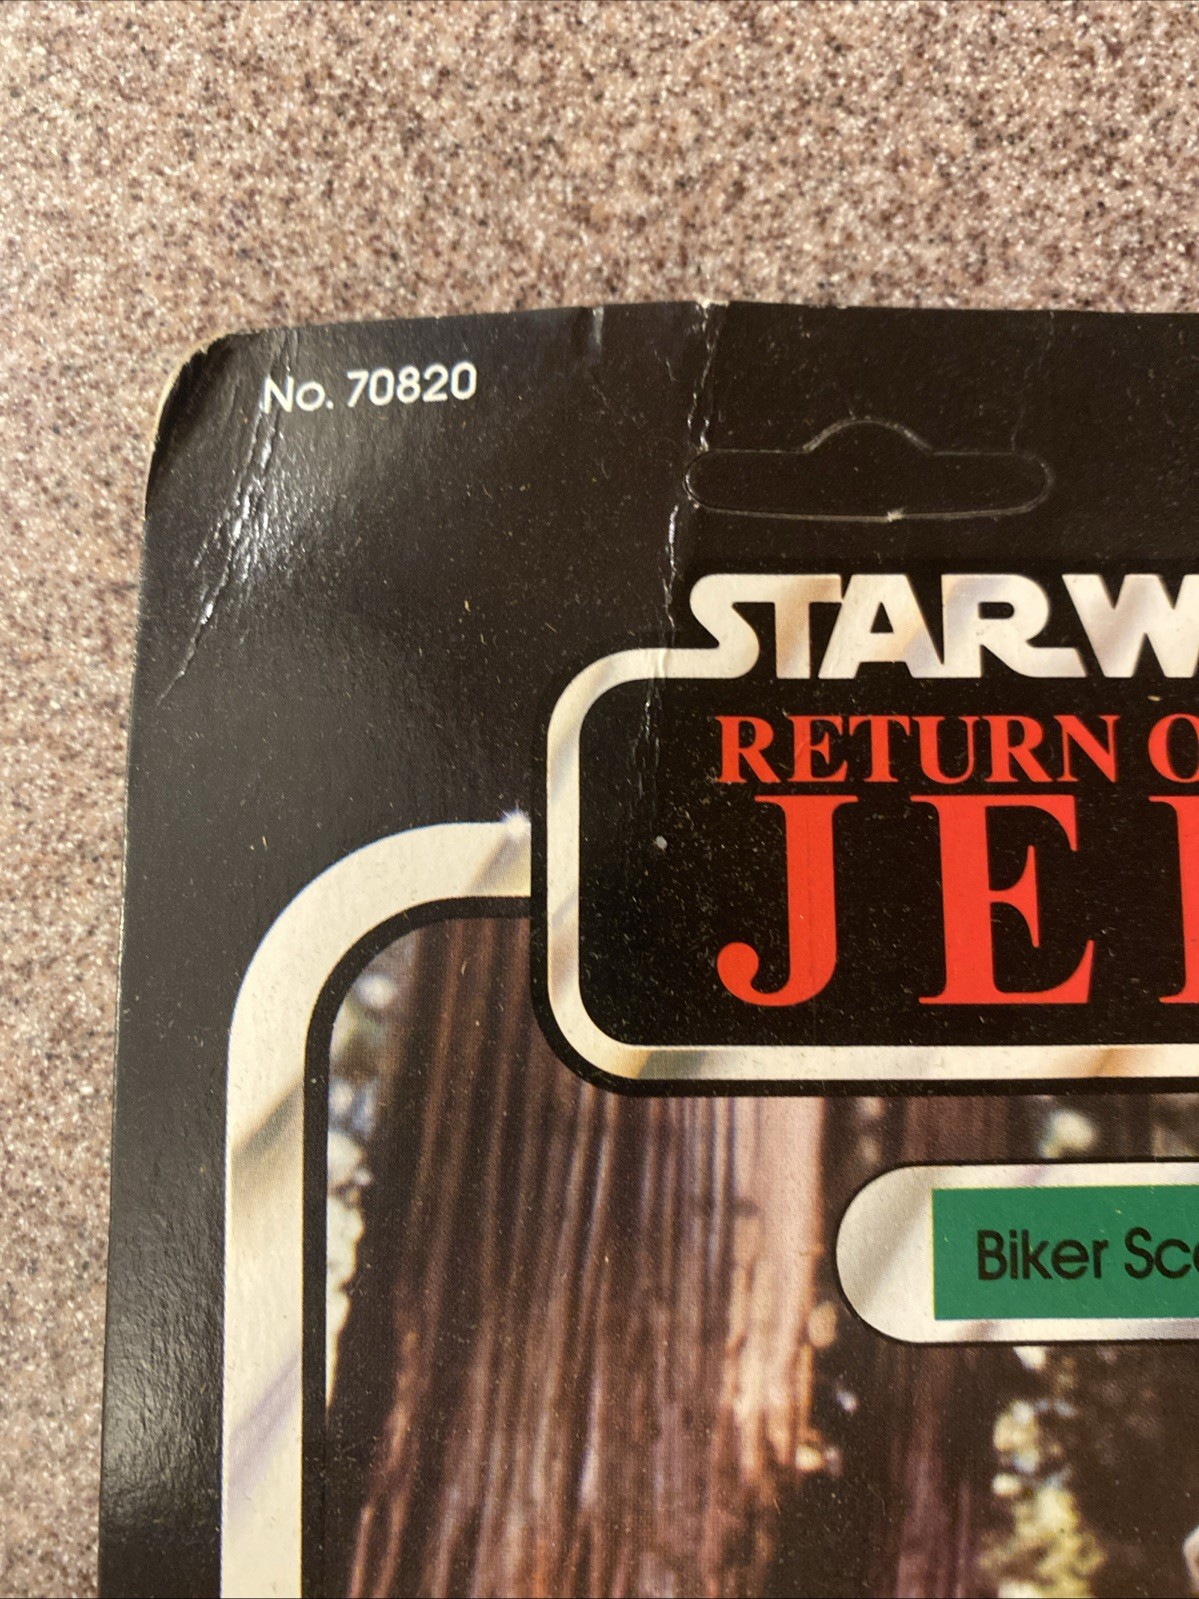 No. 70820
STAR W
RETURN O
JE
Biker Sc